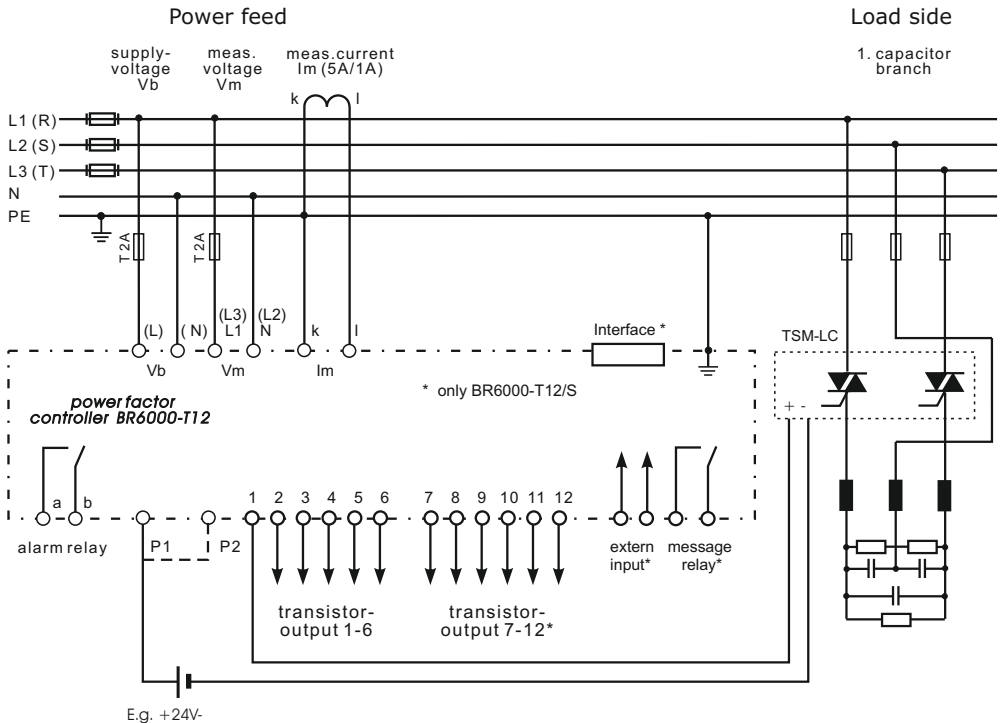 Power feed
Load side
supply-
voltage
Vb
meas.
voltage
Vm
meas.current
Im (5A/1A)
1. capacitor
branch
k
l
L1 (R)
L2 (S)
L3 (T)
N
PE
T 2 A
T 2 A
(L)
( N)
(L3)
L1
(L2)
N
k
l
Interface *
TSM-LC
Vb
Vm
Im
* only BR6000-T12/S
power factor
controller BR6000-T12
+ -
a
b
1 2 3 4 5 6
7 8 9 10 11 12
alarm relay
P1
P2
extern
input*
message
relay*
transistor-
output 1-6
transistor-
output 7-12*
E.g. +24V-